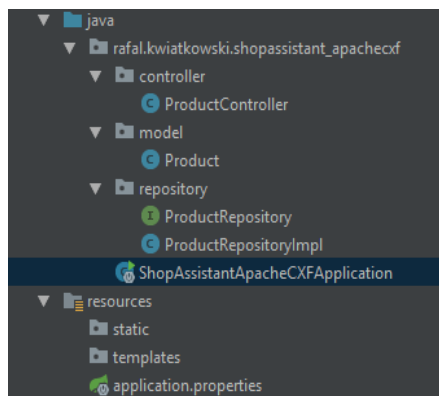 java
rafal.kwiatkowski.shopassistant_apachecxf
controller
C ProductController
model
C Product
repository
I ProductRepository
C ProductRepositoryImpl
ShopAssistantApacheCXFApplication
resources
static
templates
application.properties